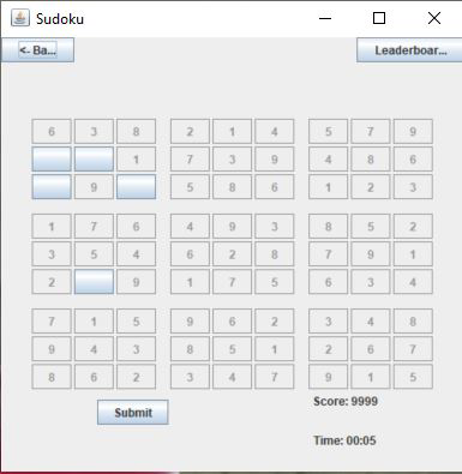 Sudoku
<- Ba... Leaderboar...
6 3 8 2 1 4 5 7 9
1 7 3 9 4 8 6
9 5 8 6 1 2 3
1 7 6 4 9 3 8 5 2
3 5 4 6 2 8 7 9 1
2 9 1 7 5 6 3 4
7 1 5 9 6 2 3 4 8
9 4 3 8 5 1 2 6 7
8 6 2 3 4 7 9 1 5
Submit
Score: 9999
Time: 00:05